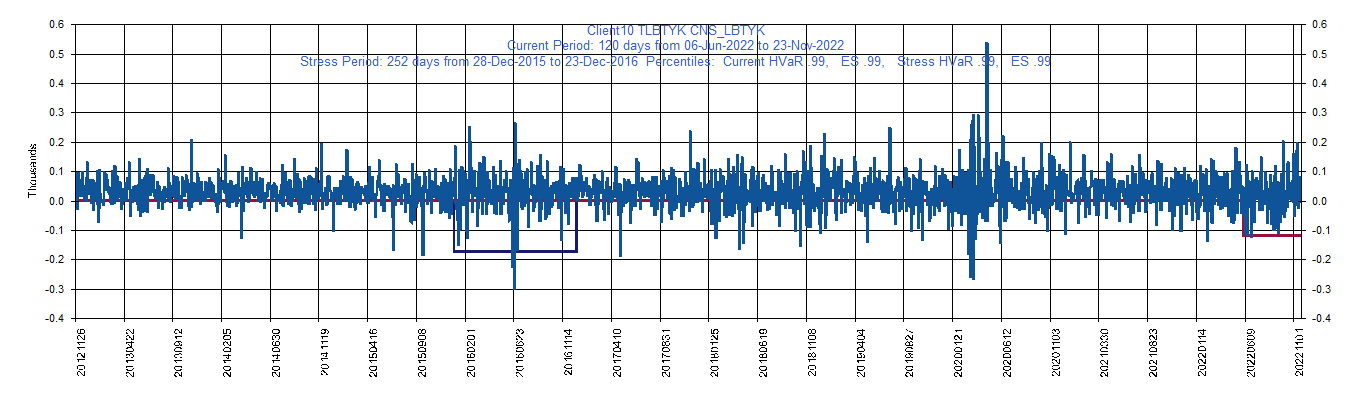 Client10 TLBTYK CNS_LBTYK
Current Period: 120 days from 06-Jun-2022 to 23-Nov-2022
Stress Period: 252 days from 28-Dec-2015 to 23-Dec-2016 Percentiles: Current HVaR .99, ES .99, Stress HVaR .99, ES .99
Thousands
0.6 0.6
0.5 0.5
0.4 0.4
0.3 0.3
0.2 0.2
0.1 0.1
0.0 0.0
-0.1 -0.1
-0.2 -0.2
-0.3 -0.3
-0.4 -0.4
20121126 20130422 20130912 20140205 20140630 20141119 20150416 20150908 20160201 20160623 20161114 20170410 20170831 20180125 20180619 20181108 20190404 20190827 20200121 20200612 20201103 20210330 20210823 20220114 20220609 20221101